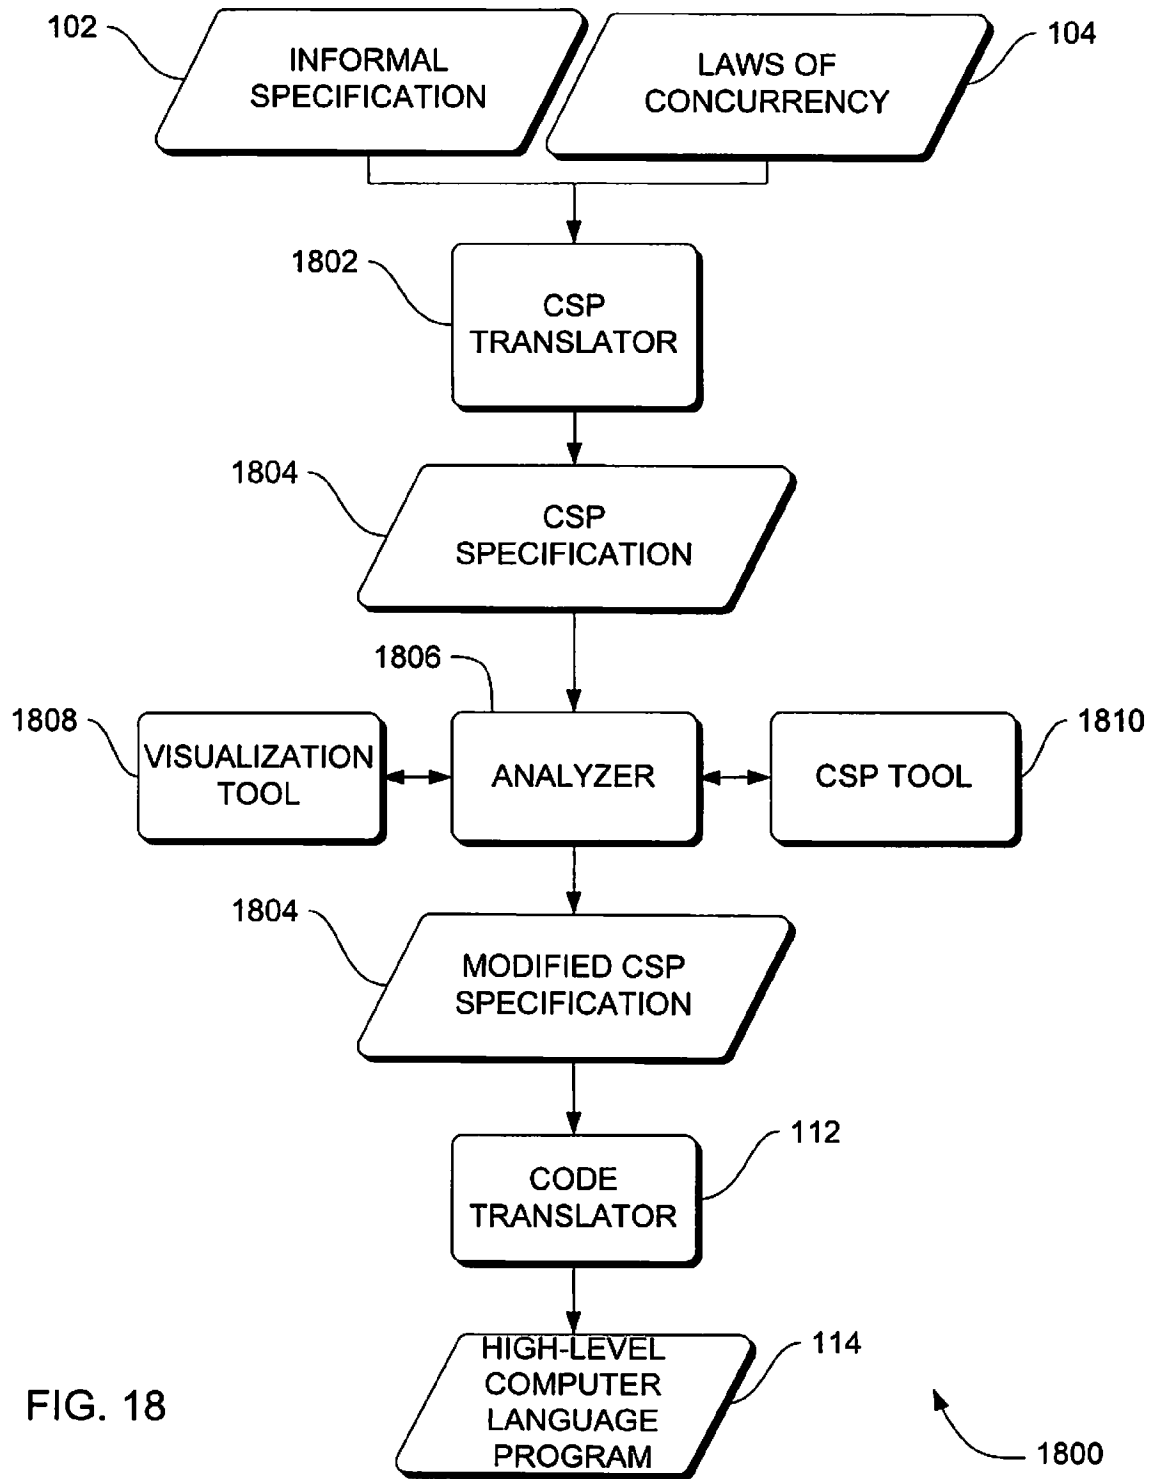 102
INFORMAL
SPECIFICATION
LAWS OF
CONCURRENCY
104
1802
CSP
TRANSLATOR
1804
CSP
SPECIFICATION
1806
1808
VISUALIZATION
TOOL
ANALYZER
CSP TOOL
1810
1804
MODIFIED CSP
SPECIFICATION
112
CODE
TRANSLATOR
114
HIGH-LEVEL
COMPUTER
LANGUAGE
PROGRAM
FIG. 18
1800